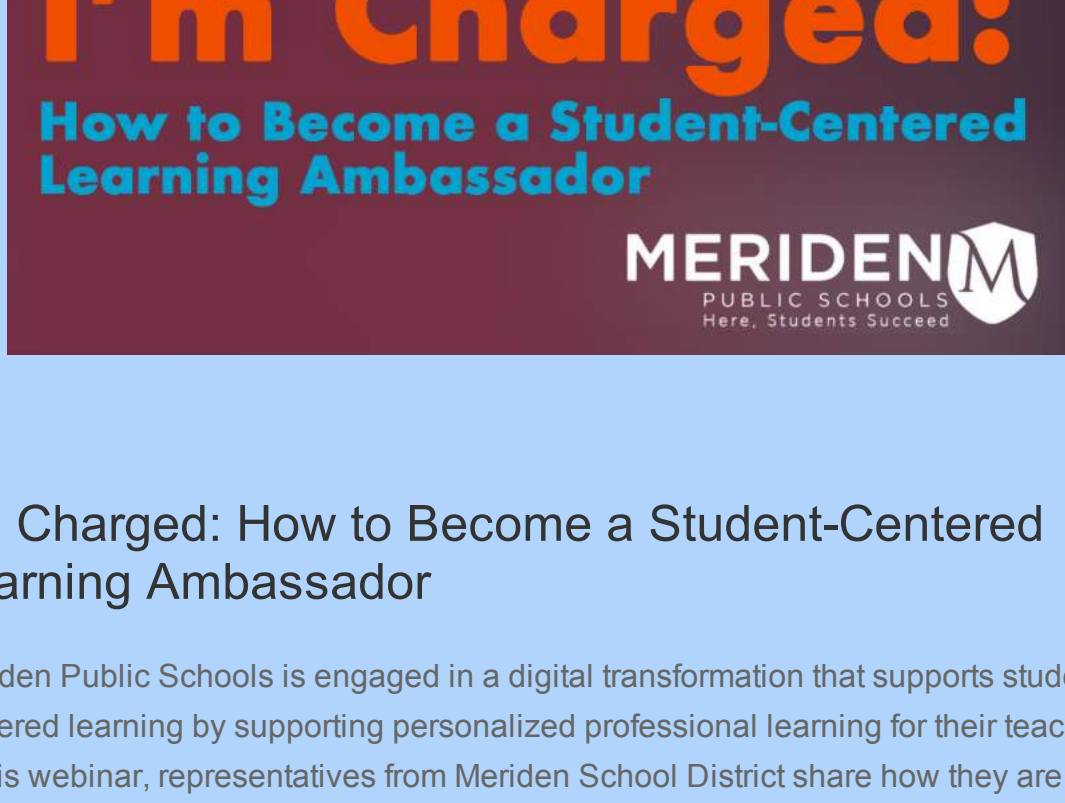 I'm Charged:
How to Become a Student-Centered
Learning Ambassador
MERIDEN M
PUBLIC SCHOOLS
Here, Students Succeed
Charged: How to Become a Student-Centered
arning Ambassador
den Public Schools is engaged in a digital transformation that supports stud
ered learning by supporting personalized professional learning for their teac
is webinar, representatives from Meriden School District share how they are